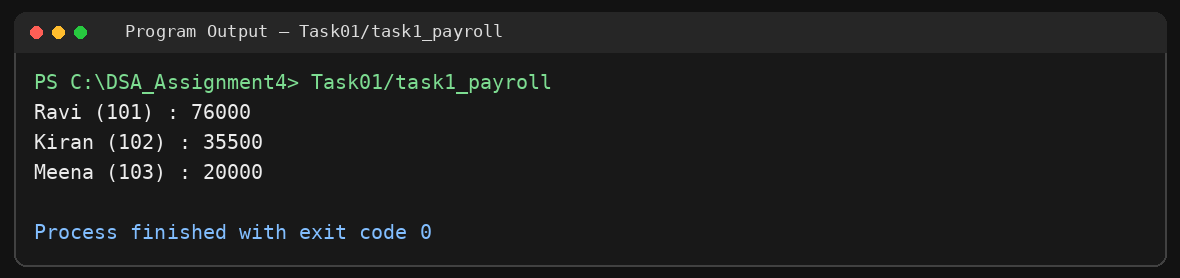 Program Output — Task01/task1_payroll
PS C:\DSA_Assignment4> Task01/task1_payroll
Ravi (101) : 76000
Kiran (102) : 35500
Meena (103) : 20000
Process finished with exit code 0